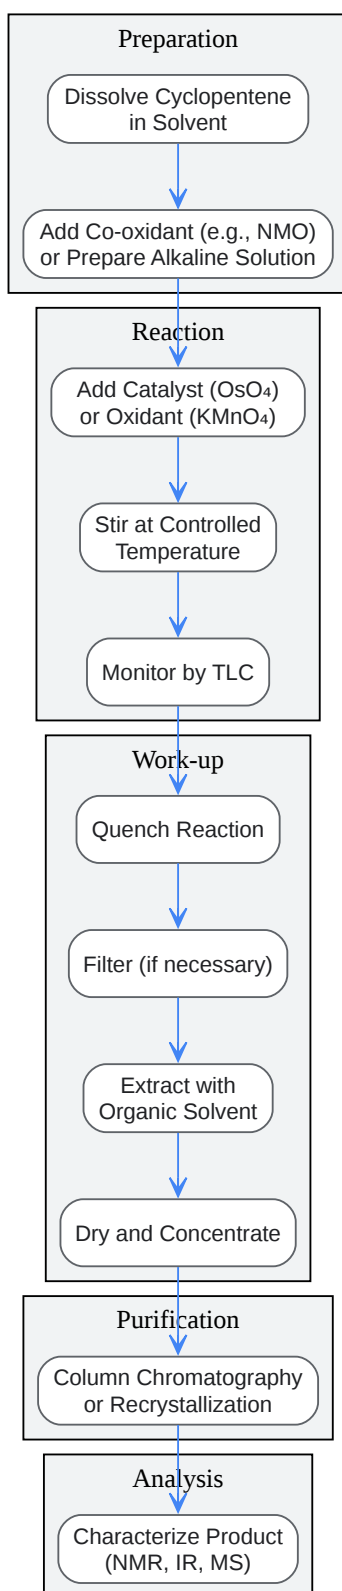 Preparation
Dissolve Cyclopentene
in Solvent
Add Co-oxidant (e.g., NMO)
or Prepare Alkaline Solution
Reaction
Add Catalyst (OsO₄)
or Oxidant (KMnO₄)
Stir at Controlled
Temperature
Monitor by TLC
Work-up
Quench Reaction
Filter (if necessary)
Extract with
Organic Solvent
Dry and Concentrate
Purification
Column Chromatography
or Recrystallization
Analysis
Characterize Product
(NMR, IR, MS)